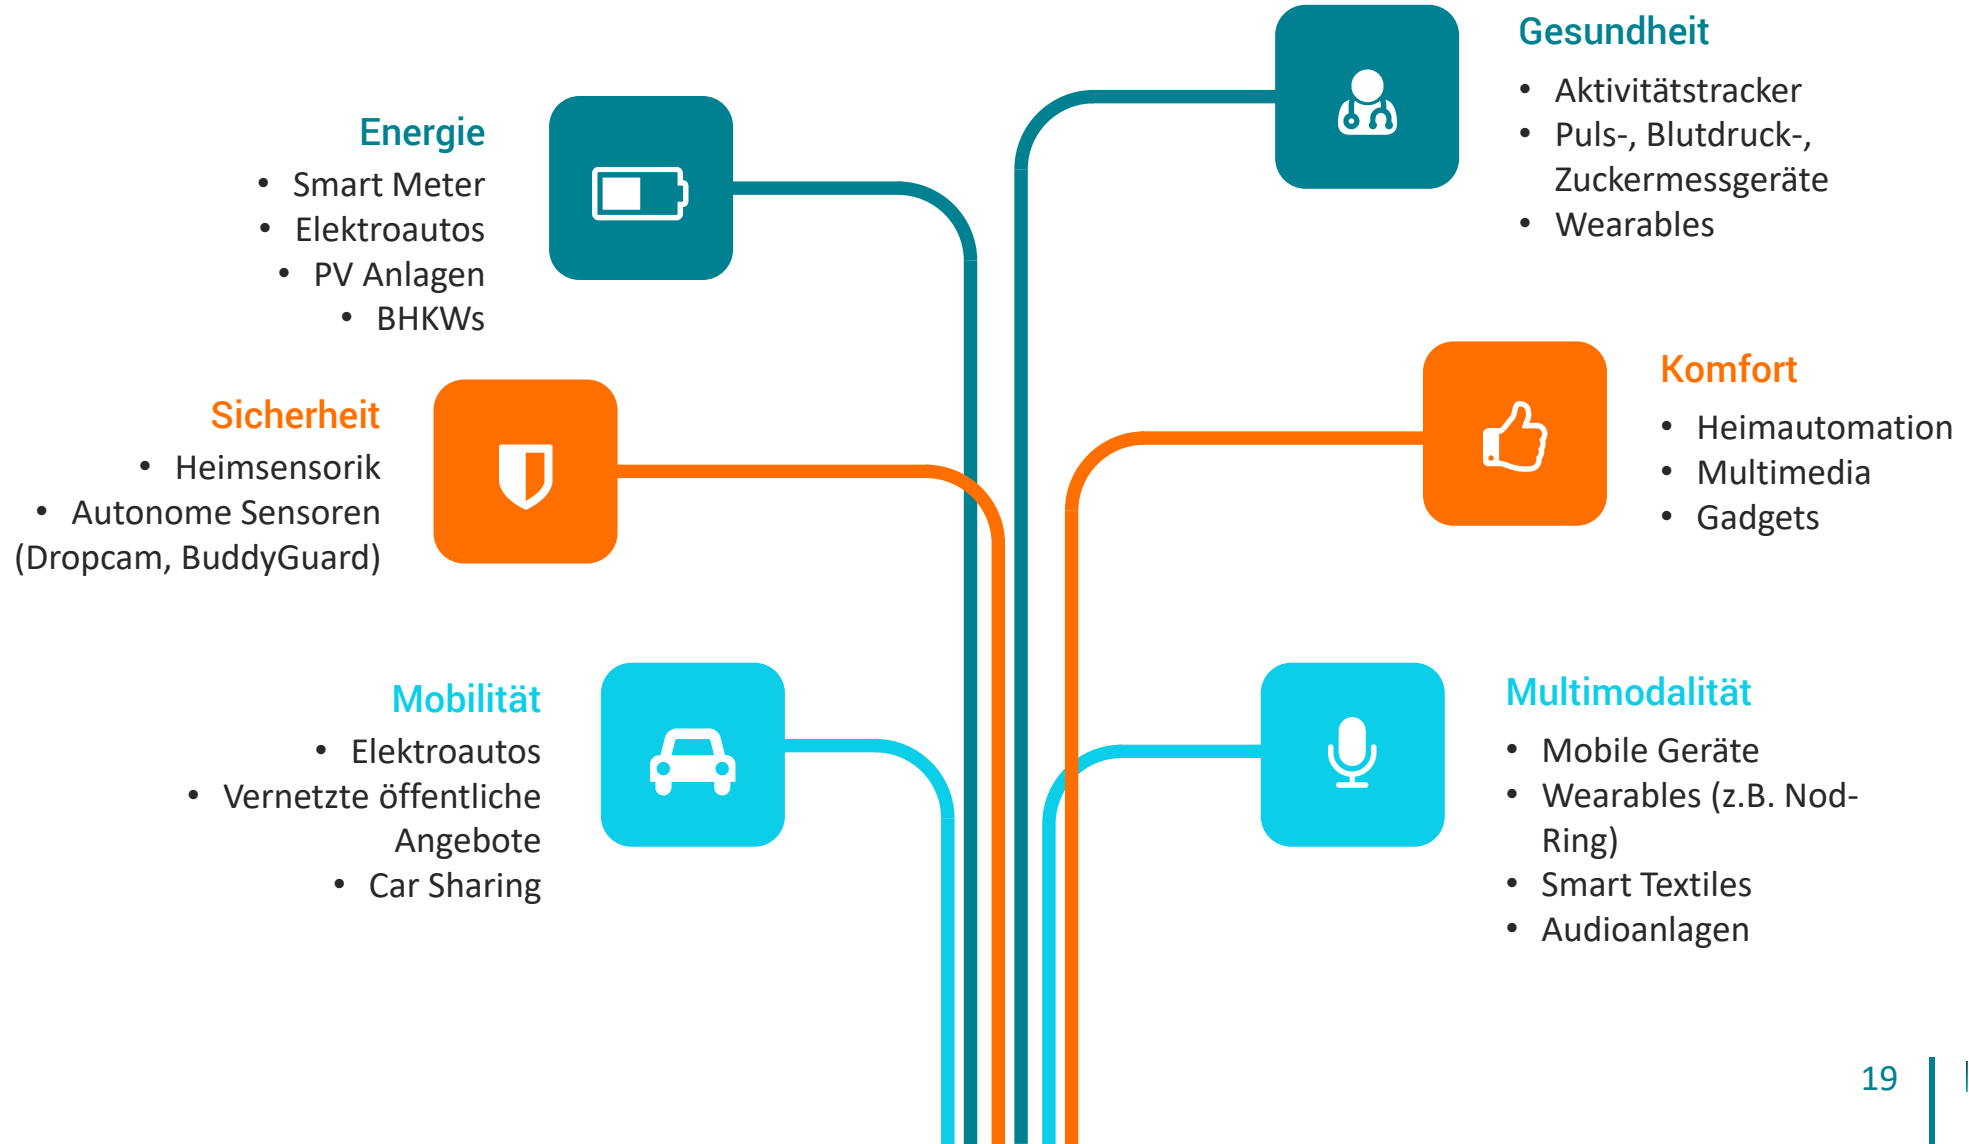 Energie
• Smart Meter
• Elektroautos
• PV Anlagen
• BHKWs
Sicherheit
• Heimsensorik
• Autonome Sensoren
(Dropcam, BuddyGuard)
Mobilität
• Elektroautos
• Vernetzte öffentliche
Angebote
• Car Sharing
Gesundheit
• Aktivitätstracker
• Puls-, Blutdruck-,
Zuckermessgeräte
• Wearables
Komfort
• Heimautomation
• Multimedia
• Gadgets
Multimodalität
• Mobile Geräte
• Wearables (z.B. Nod-
Ring)
• Smart Textiles
• Audioanlagen
19